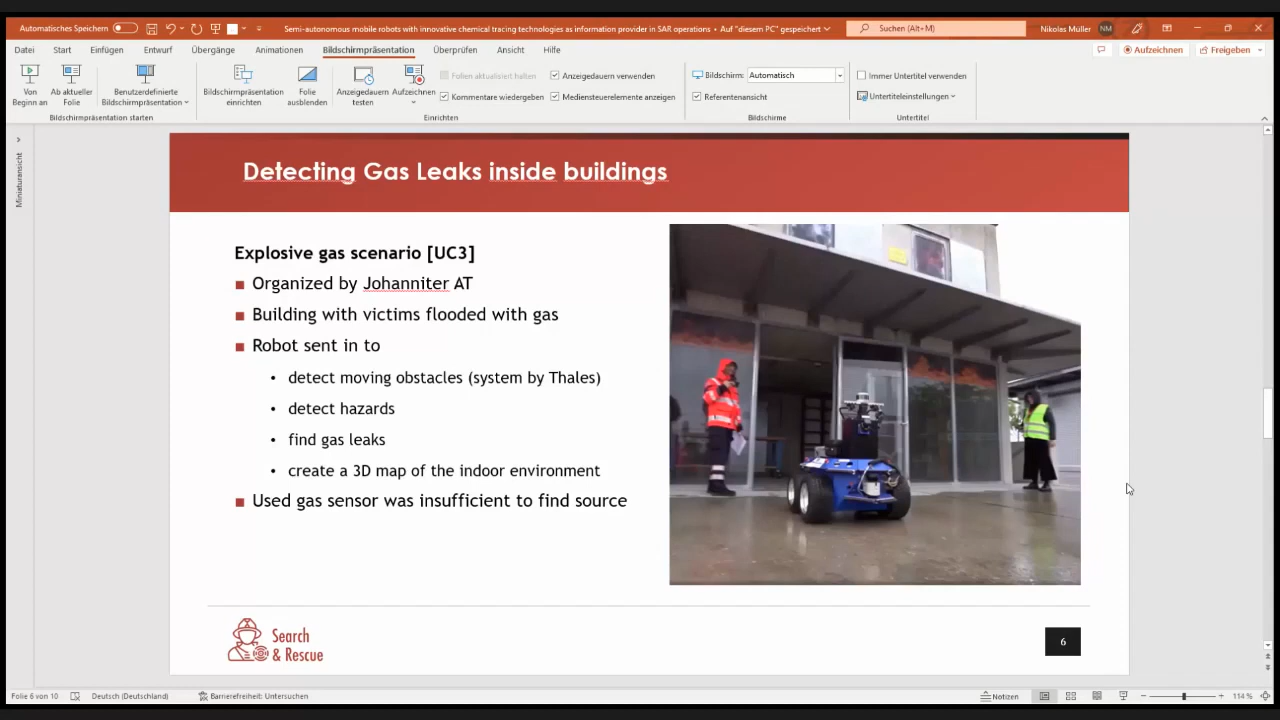 Automatisches Speichern
Semi-autonomous mobile robots with innovative chemical tracing technologies as information provider in SAR operations • Auf "diesem PC" gespeichert
Suchen (Alt+M)
Nikolas Müller
NM
Datei Start Einfügen Entwurf Übergänge Animationen Bildschirmpräsentation Überprüfen Ansicht Hilfe
Aufzeichnen
Freigeben
Von Beginn an
Ab aktueller Folie
Benutzerdefinierte Bildschirmpräsentation
Bildschirmpräsentation starten
Bildschirmpräsentation einrichten
Folie ausblenden
Anzeigedauern testen
Aufzeichnen
Folien aktualisiert halten
Kommentare wiedergeben
Anzeigedauern verwenden
Mediensteuerelemente anzeigen
Einrichten
Bildschirm: Automatisch
Referentenansicht
Bildschirme
Immer Untertitel verwenden
Untertiteleinstellungen
Untertitel
Miniaturansicht
Detecting Gas Leaks inside buildings
Explosive gas scenario [UC3]
Organized by Johanniter AT
Building with victims flooded with gas
Robot sent in to
• detect moving obstacles (system by Thales)
• detect hazards
• find gas leaks
• create a 3D map of the indoor environment
Used gas sensor was insufficient to find source
Search
& Rescue
6
Folie 6 von 10
Deutsch (Deutschland)
Barrierefreiheit: Untersuchen
Notizen
114 %